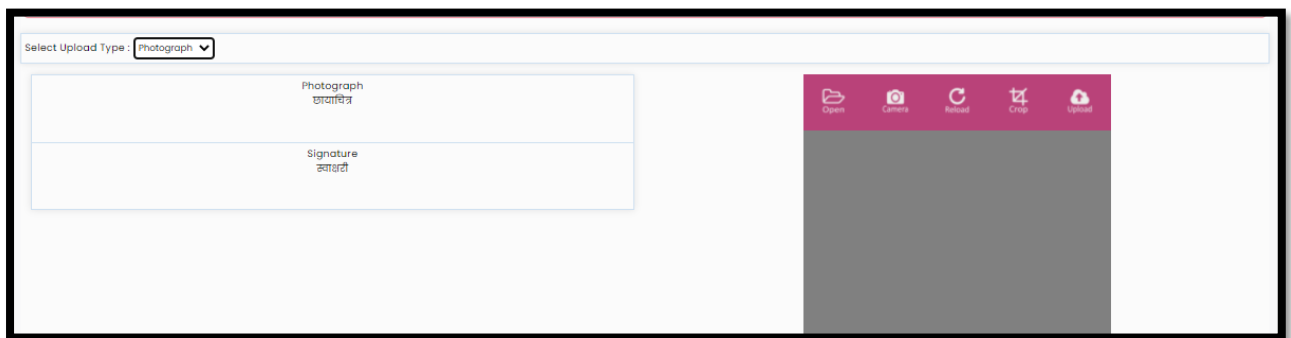 Select Upload Type : Photograph
Photograph
छायाचित्र
Signature
स्वाक्षरी
Open Camera Reload Crop Upload